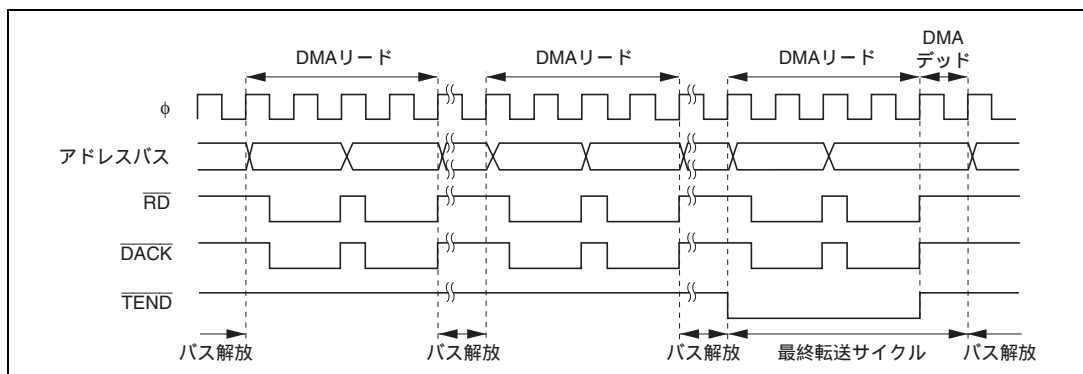 DMA
DMAリード
DMAリード
DMAリード
デッド
φ
アドレスバス
RD
DACK
TEND
バス解放
バス解放
バス解放
最終転送サイクル
バス解放